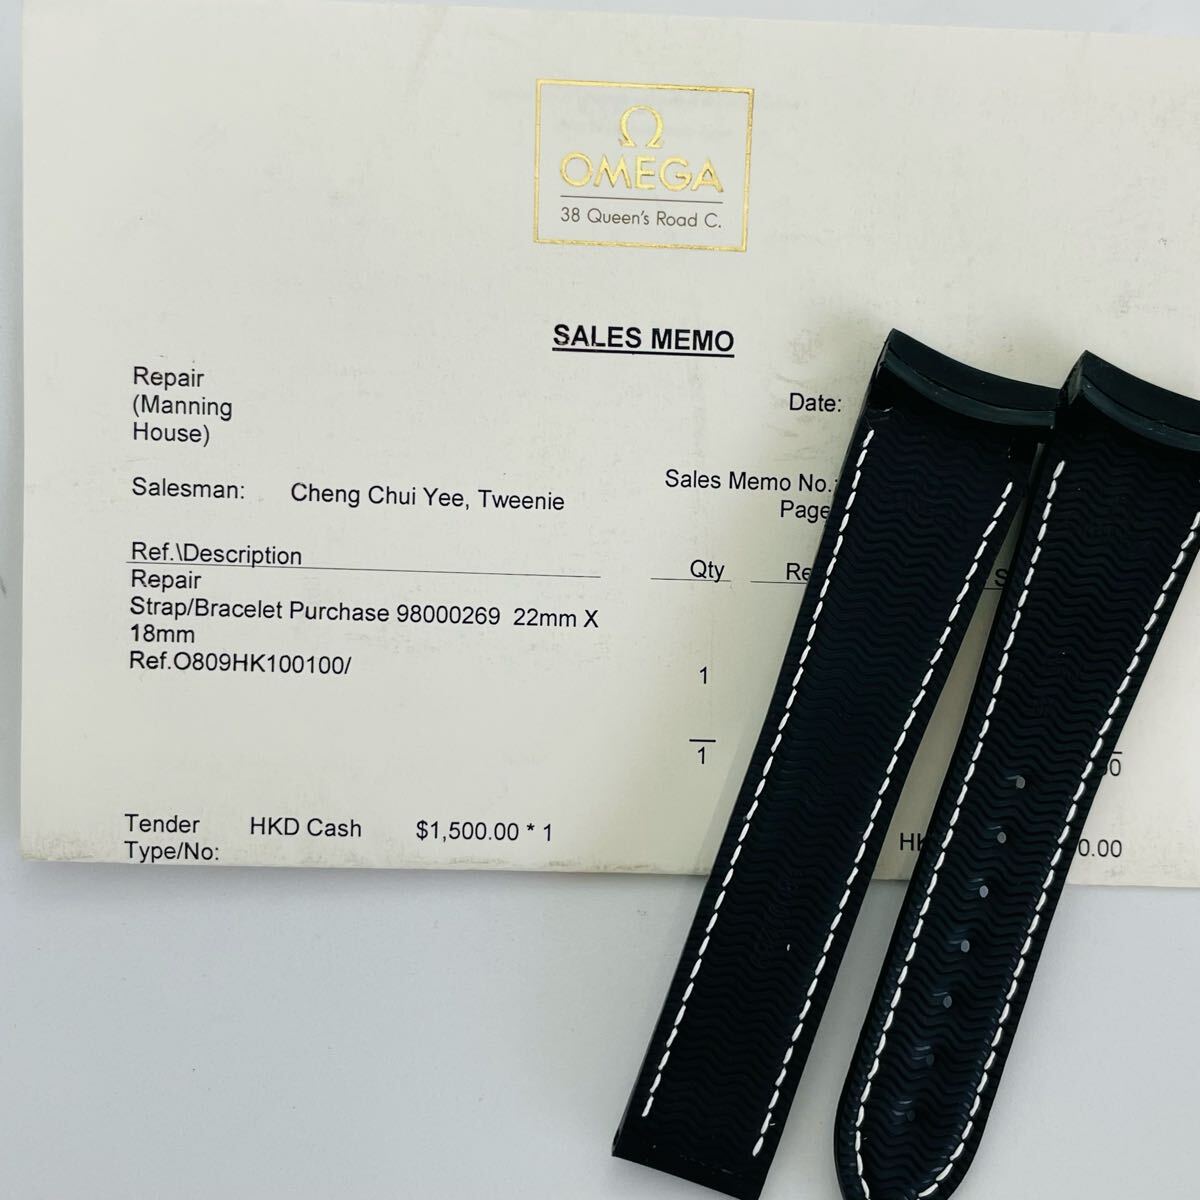 Ω
OMEGA
38 Queen's Road C.
SALES MEMO
Repair
(Manning
House)
Date:
Salesman: Cheng Chui Yee, Tweenie
Sales Memo No.:
Page
Ref.\Description Qty
Repair
Strap/Bracelet Purchase 98000269 22mm X
18mm
Ref.O809HK100100/
1
1
Tender HKD Cash $1,500.00 * 1
Type/No:
0.00